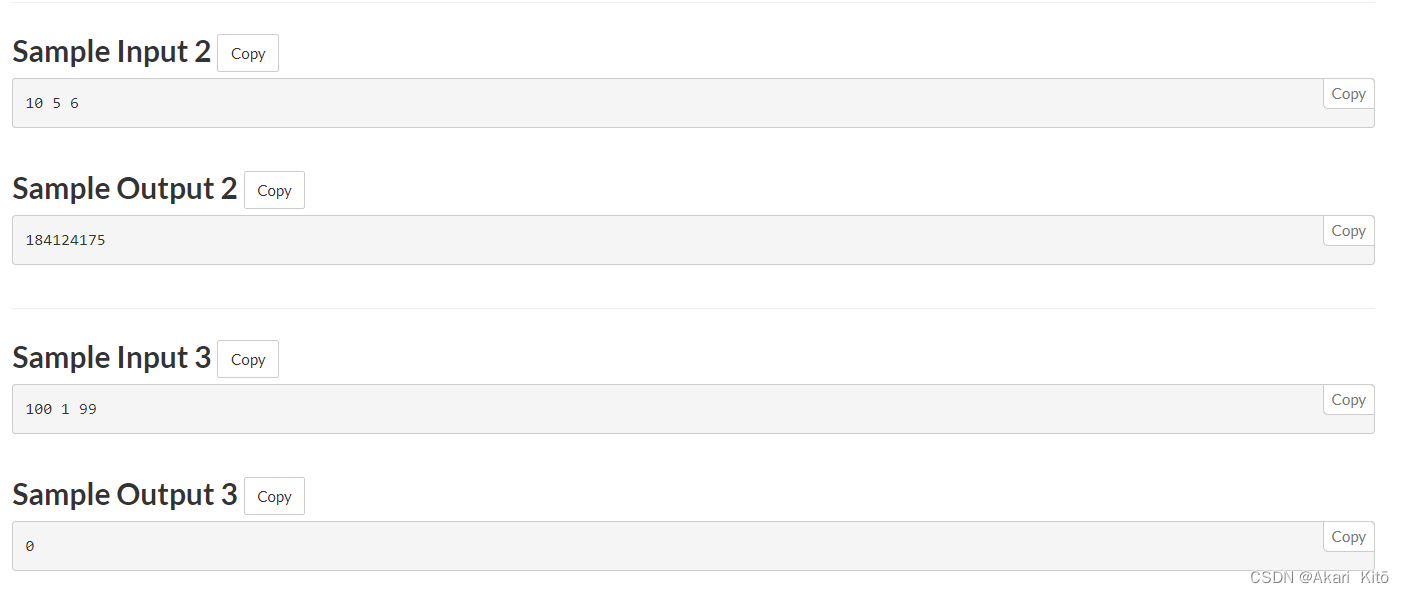 Sample Input 2 Copy
Copy
10 5 6
Sample Output 2 Copy
Copy
184124175
Sample Input 3 Copy
Copy
100 1 99
Sample Output 3 Copy
Copy
0
CSDN @Akari Kitō